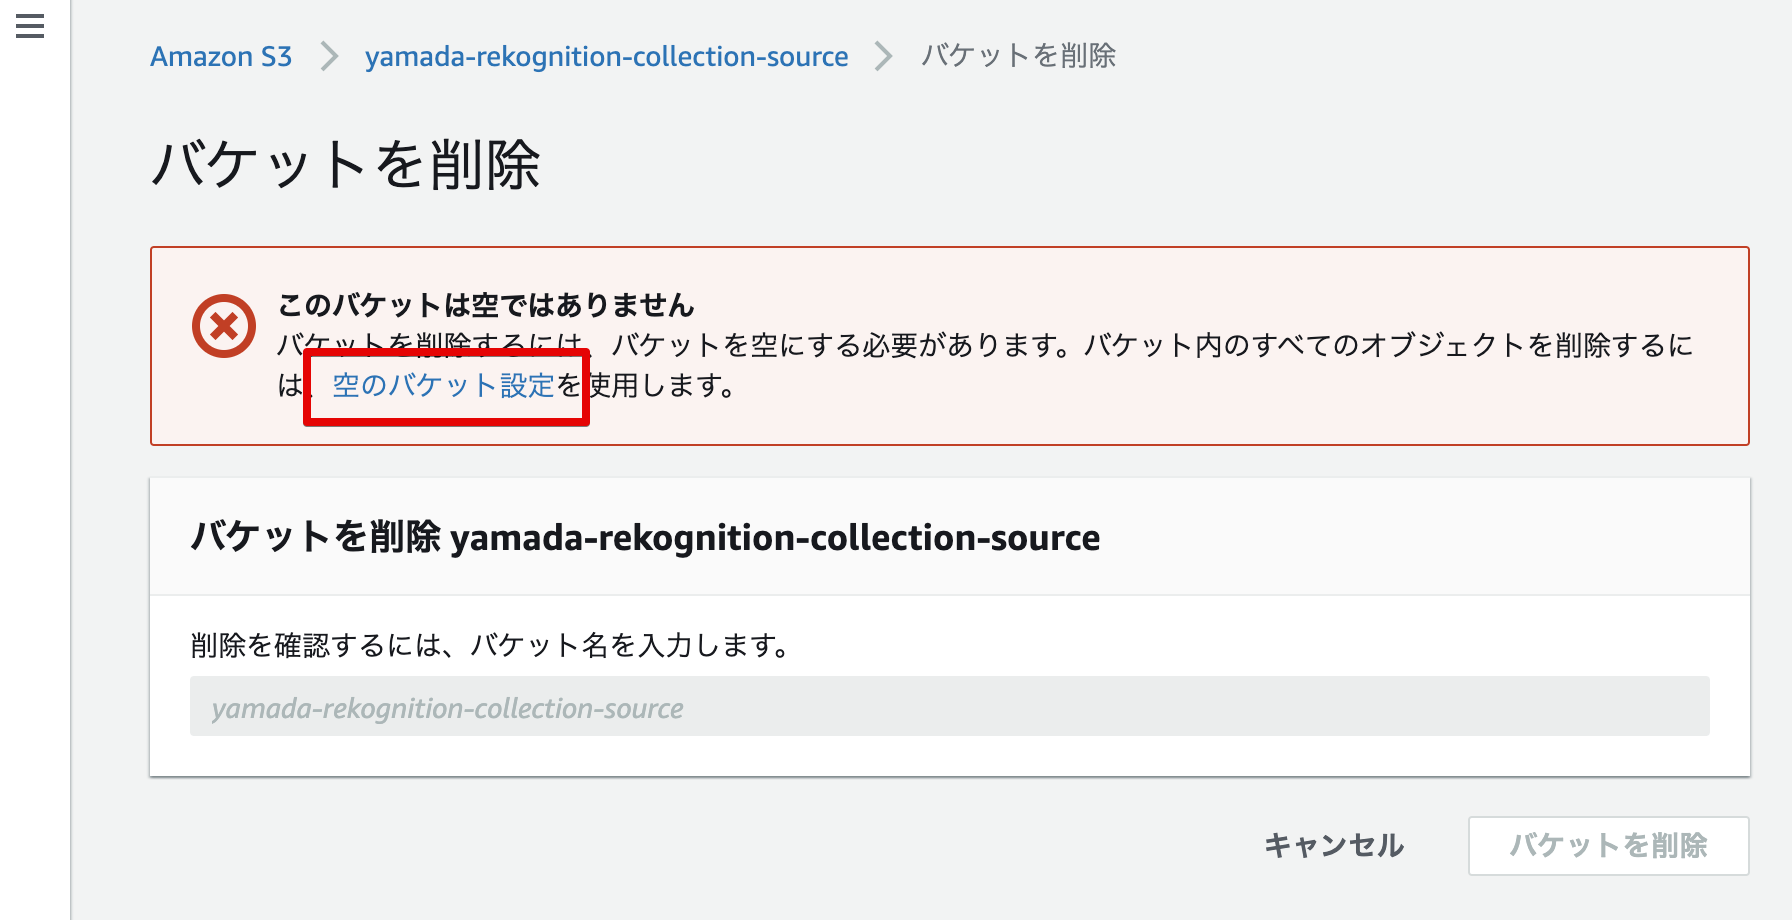 Amazon S3 > yamada-rekognition-collection-source > バケットを削除
バケットを削除
このバケットは空ではありません
バケットを削除するには、バケットを空にする必要があります。バケット内のすべてのオブジェクトを削除するに
は、空のバケット設定を使用します。
バケットを削除 yamada-rekognition-collection-source
削除を確認するには、バケット名を入力します。
yamada-rekognition-collection-source
キャンセル
バケットを削除